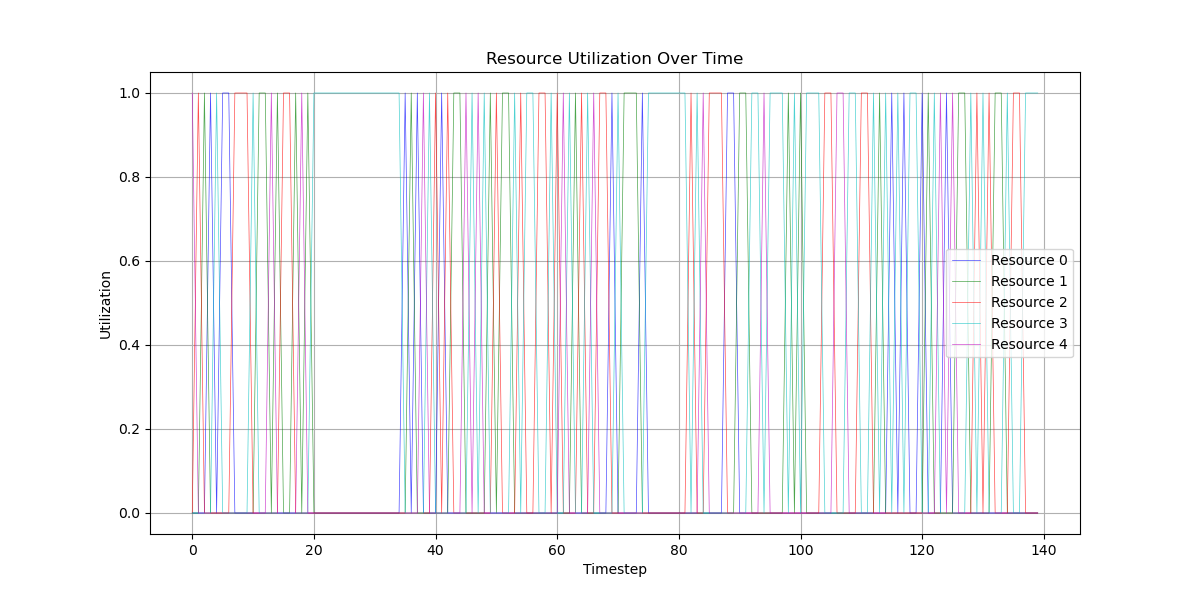 Resource Utilization Over Time
1.0
0.8
0.6
0.4
0.2
0.0
Utilization
Resource 0
Resource 1
Resource 2
Resource 3
Resource 4
0 20 40 60 80 100 120 140
Timestep